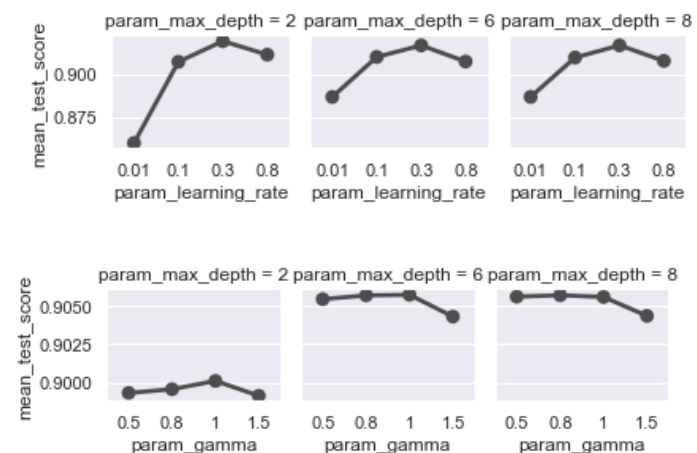 param_max_depth = 2 param_max_depth = 6 param_max_depth = 8
mean_test_score
0.900
0.875
0.01 0.1 0.3 0.8 0.01 0.1 0.3 0.8 0.01 0.1 0.3 0.8
param_learning_rate param_learning_rate param_learning_rate
param_max_depth = 2 param_max_depth = 6 param_max_depth = 8
mean_test_score
0.9050
0.9025
0.9000
0.5 0.8 1 1.5 0.5 0.8 1 1.5 0.5 0.8 1 1.5
param_gamma param_gamma param_gamma